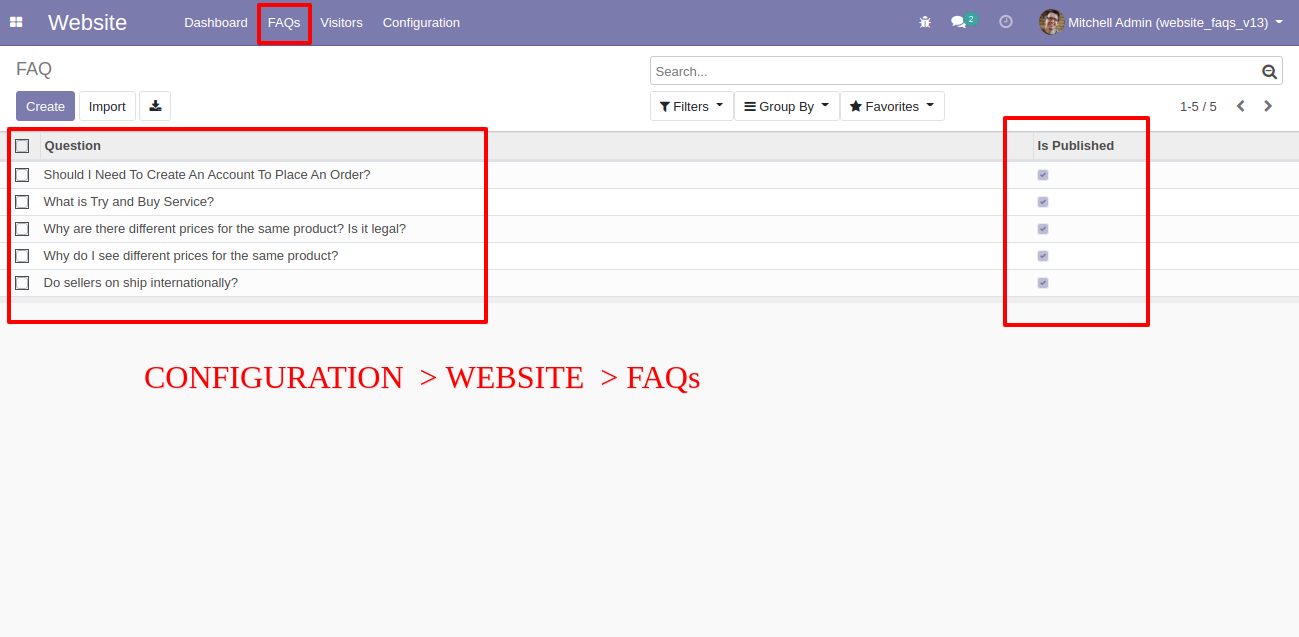 Website Dashboard FAQs Visitors Configuration 2 Mitchell Admin (website_faqs_v13)
FAQ
Search...
Create Import Filters Group By Favorites 1-5 / 5
Question Is Published
Should I Need To Create An Account To Place An Order?
What is Try and Buy Service?
Why are there different prices for the same product? Is it legal?
Why do I see different prices for the same product?
Do sellers on ship internationally?
CONFIGURATION > WEBSITE > FAQs